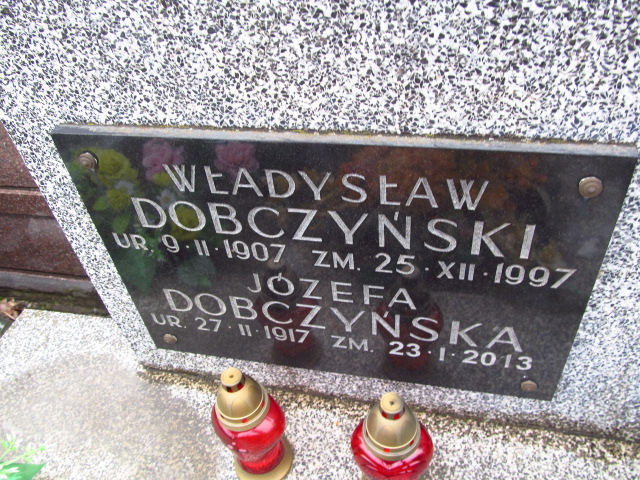 WŁADYSŁAW
DOBCZYŃSKI
UR. 9·II·1907 ZM. 25·XII·1997
JÓZEFA
DOBCZYŃSKA
UR. 27·II·1917 ZM. 23·I·2013